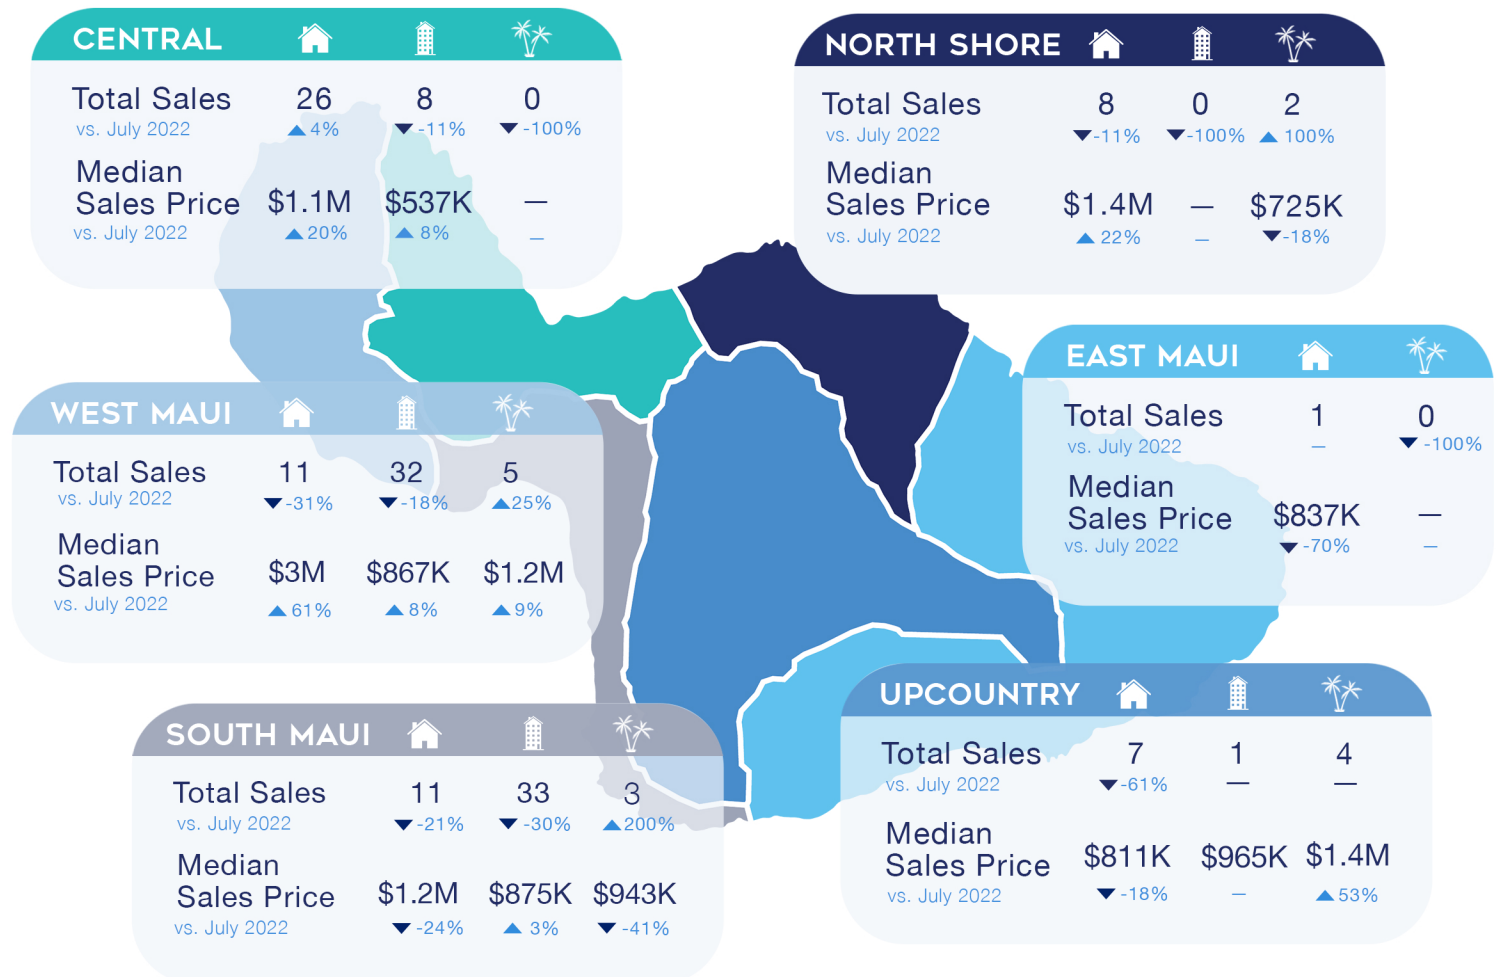 CENTRAL
Total Sales 26 8 0
vs. July 2022 ▲ 4% ▼ -11% ▼ -100%
Median
Sales Price $1.1M $537K —
vs. July 2022 ▲ 20% ▲ 8% –
NORTH SHORE
Total Sales 8 0 2
vs. July 2022 ▼ -11% ▼ -100% ▲ 100%
Median
Sales Price $1.4M — $725K
vs. July 2022 ▲ 22% – ▼ -18%
EAST MAUI
Total Sales 1 0
vs. July 2022 – ▼ -100%
Median
Sales Price $837K —
vs. July 2022 ▼ -70% –
WEST MAUI
Total Sales 11 32 5
vs. July 2022 ▼ -31% ▼ -18% ▲ 25%
Median
Sales Price $3M $867K $1.2M
vs. July 2022 ▲ 61% ▲ 8% ▲ 9%
UPCOUNTRY
Total Sales 7 1 4
vs. July 2022 ▼ -61% — —
Median
Sales Price $811K $965K $1.4M
vs. July 2022 ▼ -18% – ▲ 53%
SOUTH MAUI
Total Sales 11 33 3
vs. July 2022 ▼ -21% ▼ -30% ▲ 200%
Median
Sales Price $1.2M $875K $943K
vs. July 2022 ▼ -24% ▲ 3% ▼ -41%